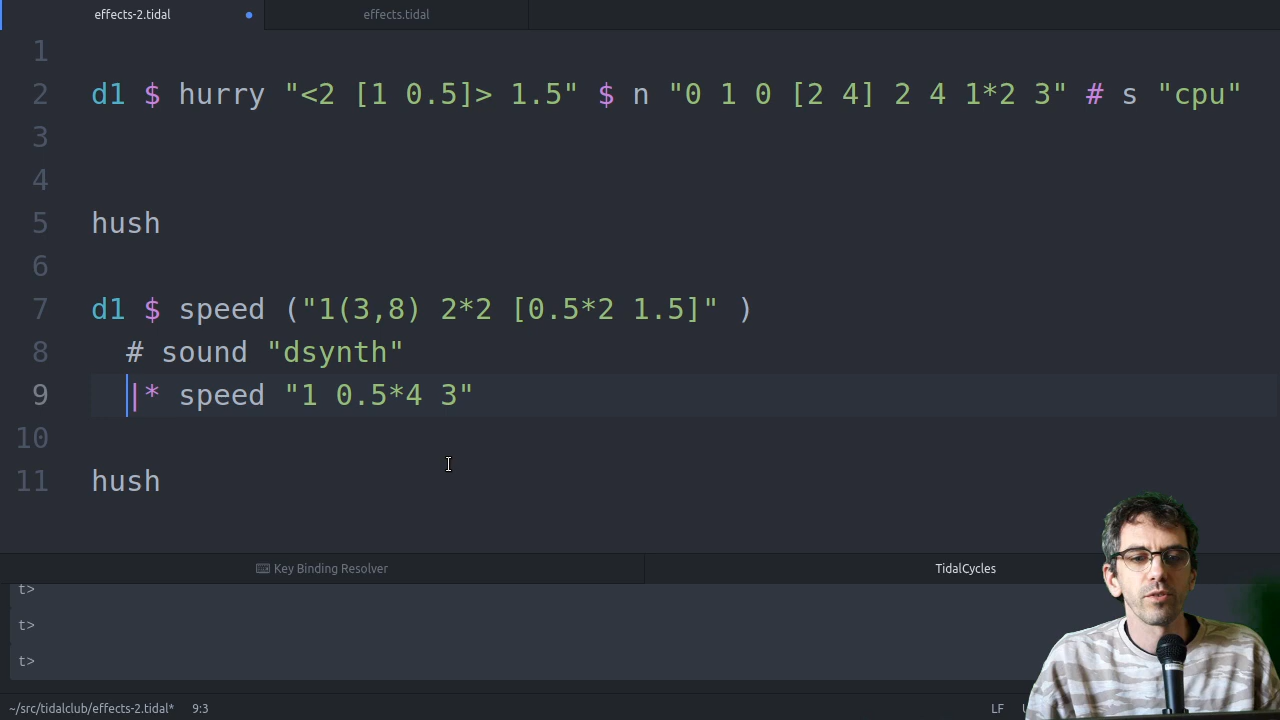 effects-2.tidal
effects.tidal
1
2 d1 $ hurry "<2 [1 0.5]> 1.5" $ n "0 1 0 [2 4] 2 4 1*2 3" # s "cpu"
3
4
5 hush
6
7 d1 $ speed ("1(3,8) 2*2 [0.5*2 1.5]" )
8 # sound "dsynth"
9 |* speed "1 0.5*4 3"
10
11 hush
Key Binding Resolver
TidalCycles
t>
t>
t>
~/src/tidalclub/effects-2.tidal* 9:3 LF